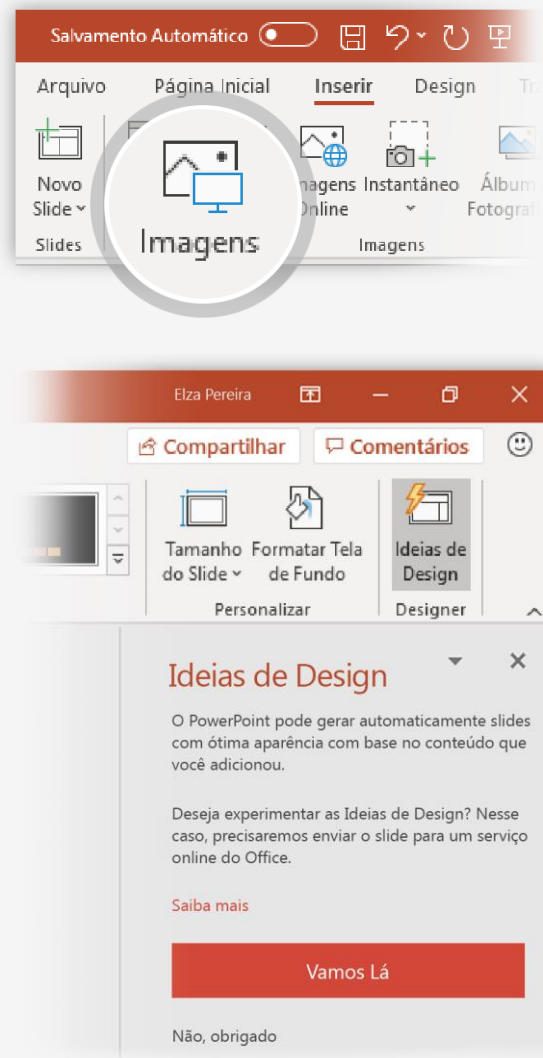 Salvamento Automático
Arquivo Página Inicial Inserir Design
Novo Slide
Imagens
Online
Instantâneo
Álbum
Slides
Imagens
Elza Pereira
Compartilhar Comentários
Tamanho do Slide
Formatar Tela de Fundo
Ideias de Design
Personalizar Designer
Ideias de Design
O PowerPoint pode gerar automaticamente slides
com ótima aparência com base no conteúdo que
você adicionou.
Deseja experimentar as Ideias de Design? Nesse
caso, precisaremos enviar o slide para um serviço
online do Office.
Saiba mais
Vamos Lá
Não, obrigado